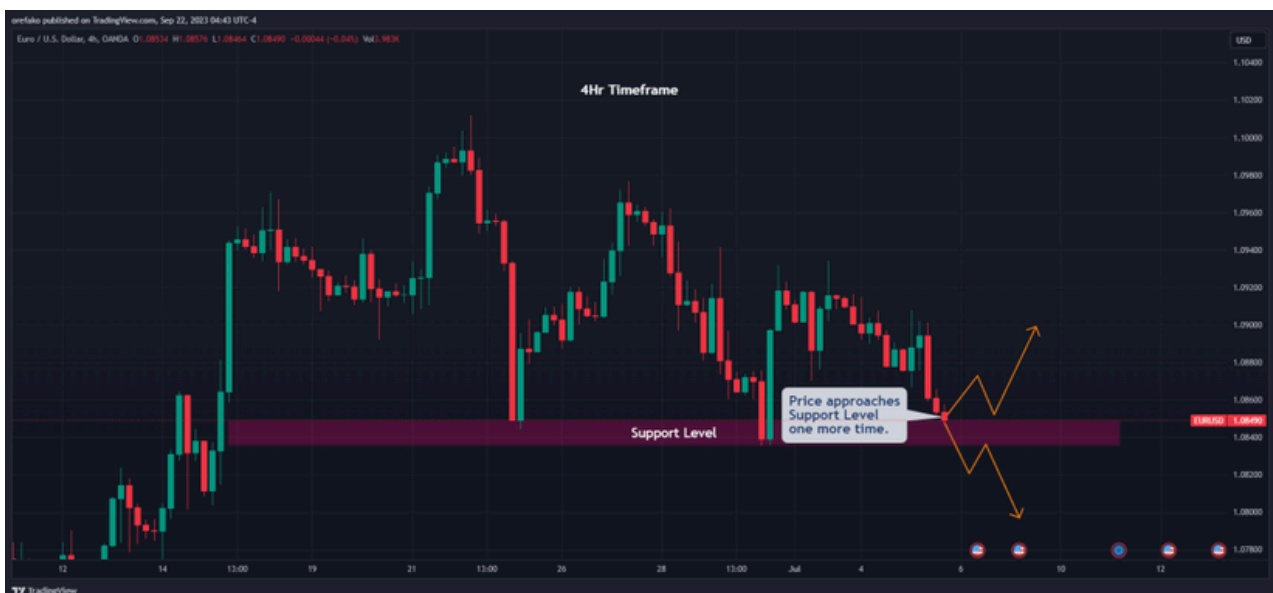 orefako published on TradingView.com, Sep 22, 2023 04:43 UTC-4
Euro / U.S. Dollar, 4h, OANDA O1.08534 H1.08576 L1.08464 C1.08490 -0.00044 (-0.04%) Vol3.983K
USD
4Hr Timeframe
1.10400
1.10200
1.10000
1.09800
1.09600
1.09400
1.09200
1.09000
1.08800
1.08600
EURUSD 1.08490
1.08400
1.08200
1.08000
1.07800
Price approaches
Support Level
one more time.
Support Level
12 14 13:00 19 21 13:00 26 28 13:00 Jul 4 6 10 12
TradingView